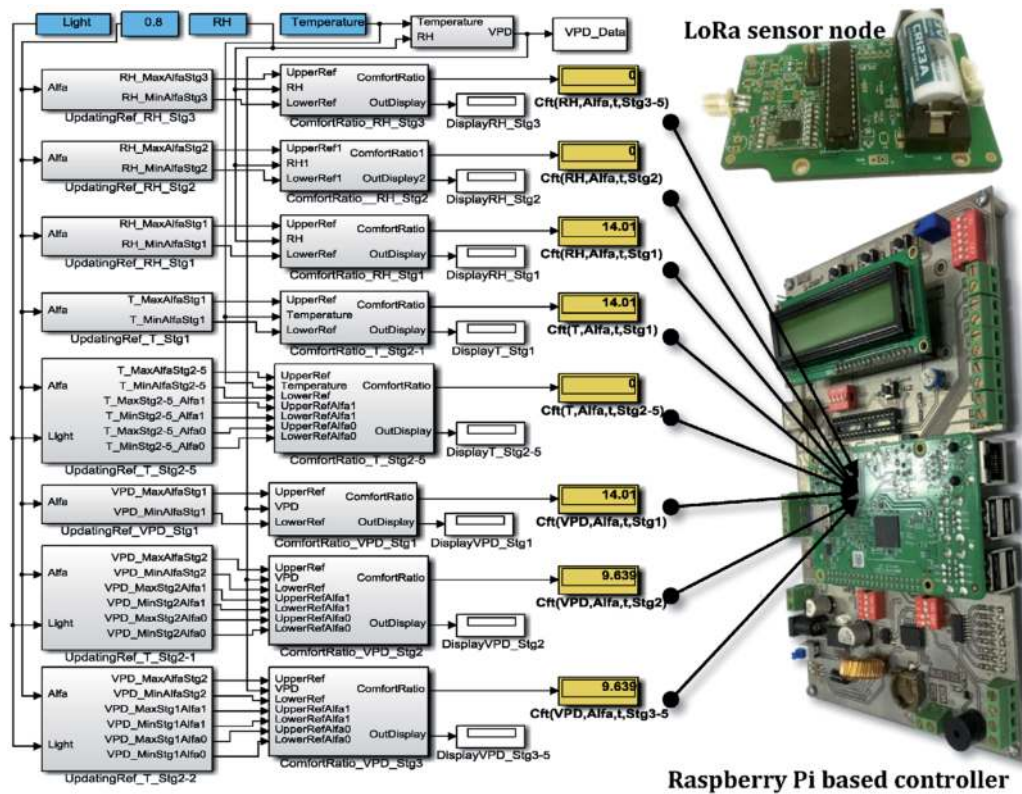 Light
0.8
RH
Temperature
Temperature
RH
VPD
VPD_Data
LoRa sensor node
CR123A
Alfa
RH_MaxAlfaStg3
RH_MinAlfaStg3
UpdatingRef_RH_Stg3
UpperRef
RH
LowerRef
ComfortRatio
OutDisplay
ComfortRatio_RH_Stg3
DisplayRH_Stg3
0
Cft(RH,Alfa,t,Stg3-5)
Alfa
RH_MaxAlfaStg2
RH_MinAlfaStg2
UpdatingRef_RH_Stg2
UpperRef1
RH1
LowerRef1
ComfortRatio1
OutDisplay2
ComfortRatio__RH_Stg2
DisplayRH_Stg2
0
Cft(RH,Alfa,t,Stg2)
Alfa
RH_MaxAlfaStg1
RH_MinAlfaStg1
UpdatingRef_RH_Stg1
UpperRef
RH
LowerRef
ComfortRatio
OutDisplay
ComfortRatio_RH_Stg1
DisplayRH_Stg1
14.01
Cft(RH,Alfa,t,Stg1)
Alfa
T_MaxAlfaStg1
T_MinAlfaStg1
UpdatingRef_T_Stg1
UpperRef
Temperature
LowerRef
ComfortRatio
OutDisplay
ComfortRatio_T_Stg2-1
DisplayT_Stg1
14.01
Cft(T,Alfa,t,Stg1)
Alfa
Light
T_MaxAlfaStg2-5
T_MinAlfaStg2-5
T_MaxStg2-5_Alfa1
T_MinStg2-5_Alfa1
T_MaxStg2-5_Alfa0
T_MinStg2-5_Alfa0
UpdatingRef_T_Stg2-5
UpperRef
Temperature
LowerRef
UpperRefAlfa1
LowerRefAlfa1
UpperRefAlfa0
LowerRefAlfa0
ComfortRatio
OutDisplay
ComfortRatio_T_Stg2-5
DisplayT_Stg2-5
0
Cft(T,Alfa,t,Stg2-5)
Alfa
VPD_MaxAlfaStg1
VPD_MinAlfaStg1
UpdatingRef_VPD_Stg1
UpperRef
VPD
LowerRef
ComfortRatio
OutDisplay
ComfortRatio_VPD_Stg1
DisplayVPD_Stg1
14.01
Cft(VPD,Alfa,t,Stg1)
Alfa
Light
VPD_MaxAlfaStg2
VPD_MinAlfaStg2
VPD_MaxStg2Alfa1
VPD_MinStg2Alfa1
VPD_MaxStg2Alfa0
VPD_MinStg2Alfa0
UpdatingRef_T_Stg2-1
UpperRef
VPD
LowerRef
UpperRefAlfa1
LowerRefAlfa1
UpperRefAlfa0
LowerRefAlfa0
ComfortRatio
OutDisplay
ComfortRatio_VPD_Stg2
DisplayVPD_Stg2
9.639
Cft(VPD,Alfa,t,Stg2)
Alfa
Light
VPD_MaxAlfaStg2
VPD_MinAlfaStg2
VPD_MaxStg1Alfa1
VPD_MinStg1Alfa1
VPD_MaxStg1Alfa0
VPD_MinStg1Alfa0
UpdatingRef_T_Stg2-2
UpperRef
VPD
LowerRef
UpperRefAlfa1
LowerRefAlfa1
UpperRefAlfa0
LowerRefAlfa0
ComfortRatio
OutDisplay
ComfortRatio_VPD_Stg3
DisplayVPD_Stg3-5
9.639
Cft(VPD,Alfa,t,Stg3-5
Raspberry Pi based controller